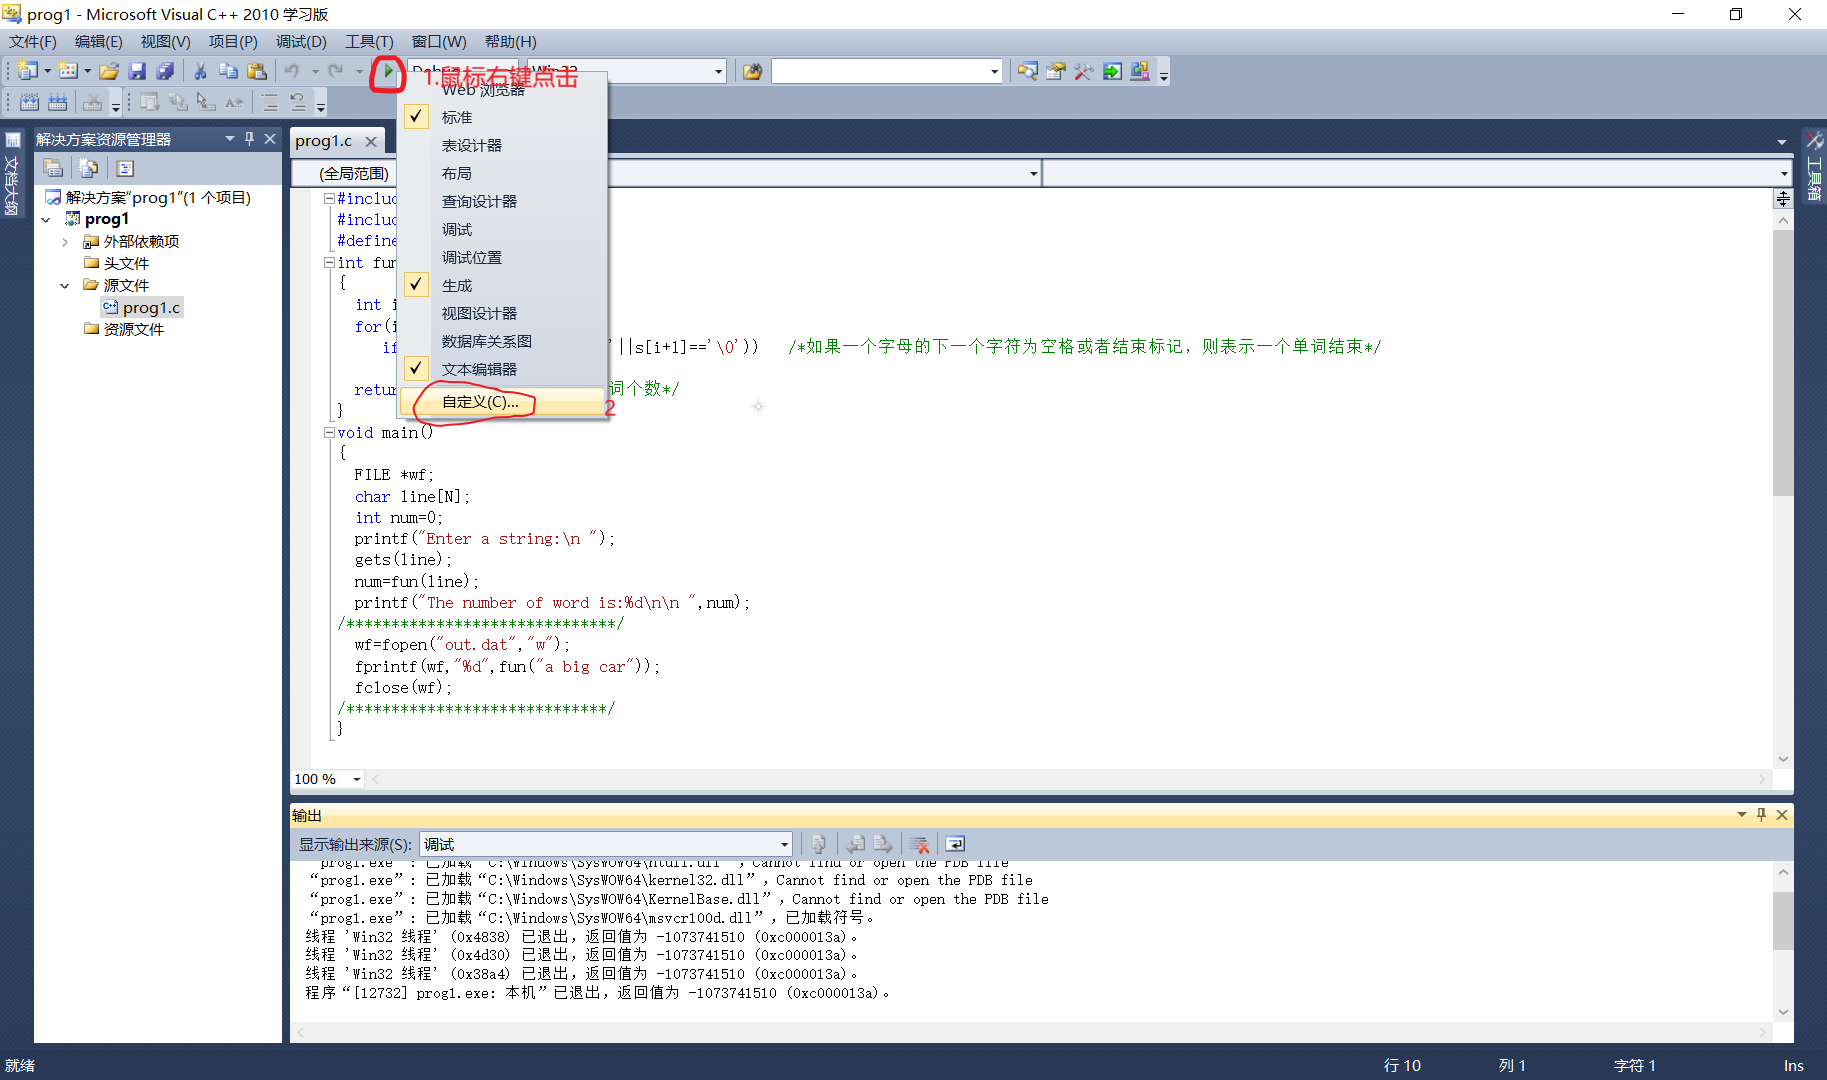 prog1 - Microsoft Visual C++ 2010 学习版
文件(F) 编辑(E) 视图(V) 项目(P) 调试(D) 工具(T) 窗口(W) 帮助(H)
1.鼠标右键点击
Web 浏览器
标准
表设计器
布局
查询设计器
调试
调试位置
生成
视图设计器
数据库关系图
文本编辑器
自定义(C)...
2
文档大纲
解决方案资源管理器
解决方案"prog1"(1 个项目)
prog1
外部依赖项
头文件
源文件
prog1.c
资源文件
prog1.c
(全局范围)
工具箱
#inclu
#inclu
#define
int fu
{
int
for(
if '||s[i+1]=='\0')) /*如果一个字母的下一个字符为空格或者结束标记，则表示一个单词结束*/
retur 词个数*/
}
void main()
{
FILE *wf;
char line[N];
int num=0;
printf("Enter a string:\n ");
gets(line);
num=fun(line);
printf("The number of word is:%d\n\n ",num);
/******************************/
wf=fopen("out.dat","w");
fprintf(wf,"%d",fun("a big car"));
fclose(wf);
/*****************************/
}
100 %
输出
显示输出来源(S): 调试
“prog1.exe”: 已加载“C:\Windows\SysWOW64\ntdll.dll”，Cannot find or open the PDB file
“prog1.exe”: 已加载“C:\Windows\SysWOW64\kernel32.dll”，Cannot find or open the PDB file
“prog1.exe”: 已加载“C:\Windows\SysWOW64\KernelBase.dll”，Cannot find or open the PDB file
“prog1.exe”: 已加载“C:\Windows\SysWOW64\msvcr100d.dll”，已加载符号。
线程 'Win32 线程' (0x4838) 已退出，返回值为 -1073741510 (0xc000013a)。
线程 'Win32 线程' (0x4d30) 已退出，返回值为 -1073741510 (0xc000013a)。
线程 'Win32 线程' (0x38a4) 已退出，返回值为 -1073741510 (0xc000013a)。
程序“[12732] prog1.exe: 本机”已退出，返回值为 -1073741510 (0xc000013a)。
就绪 行 10 列 1 字符 1 Ins